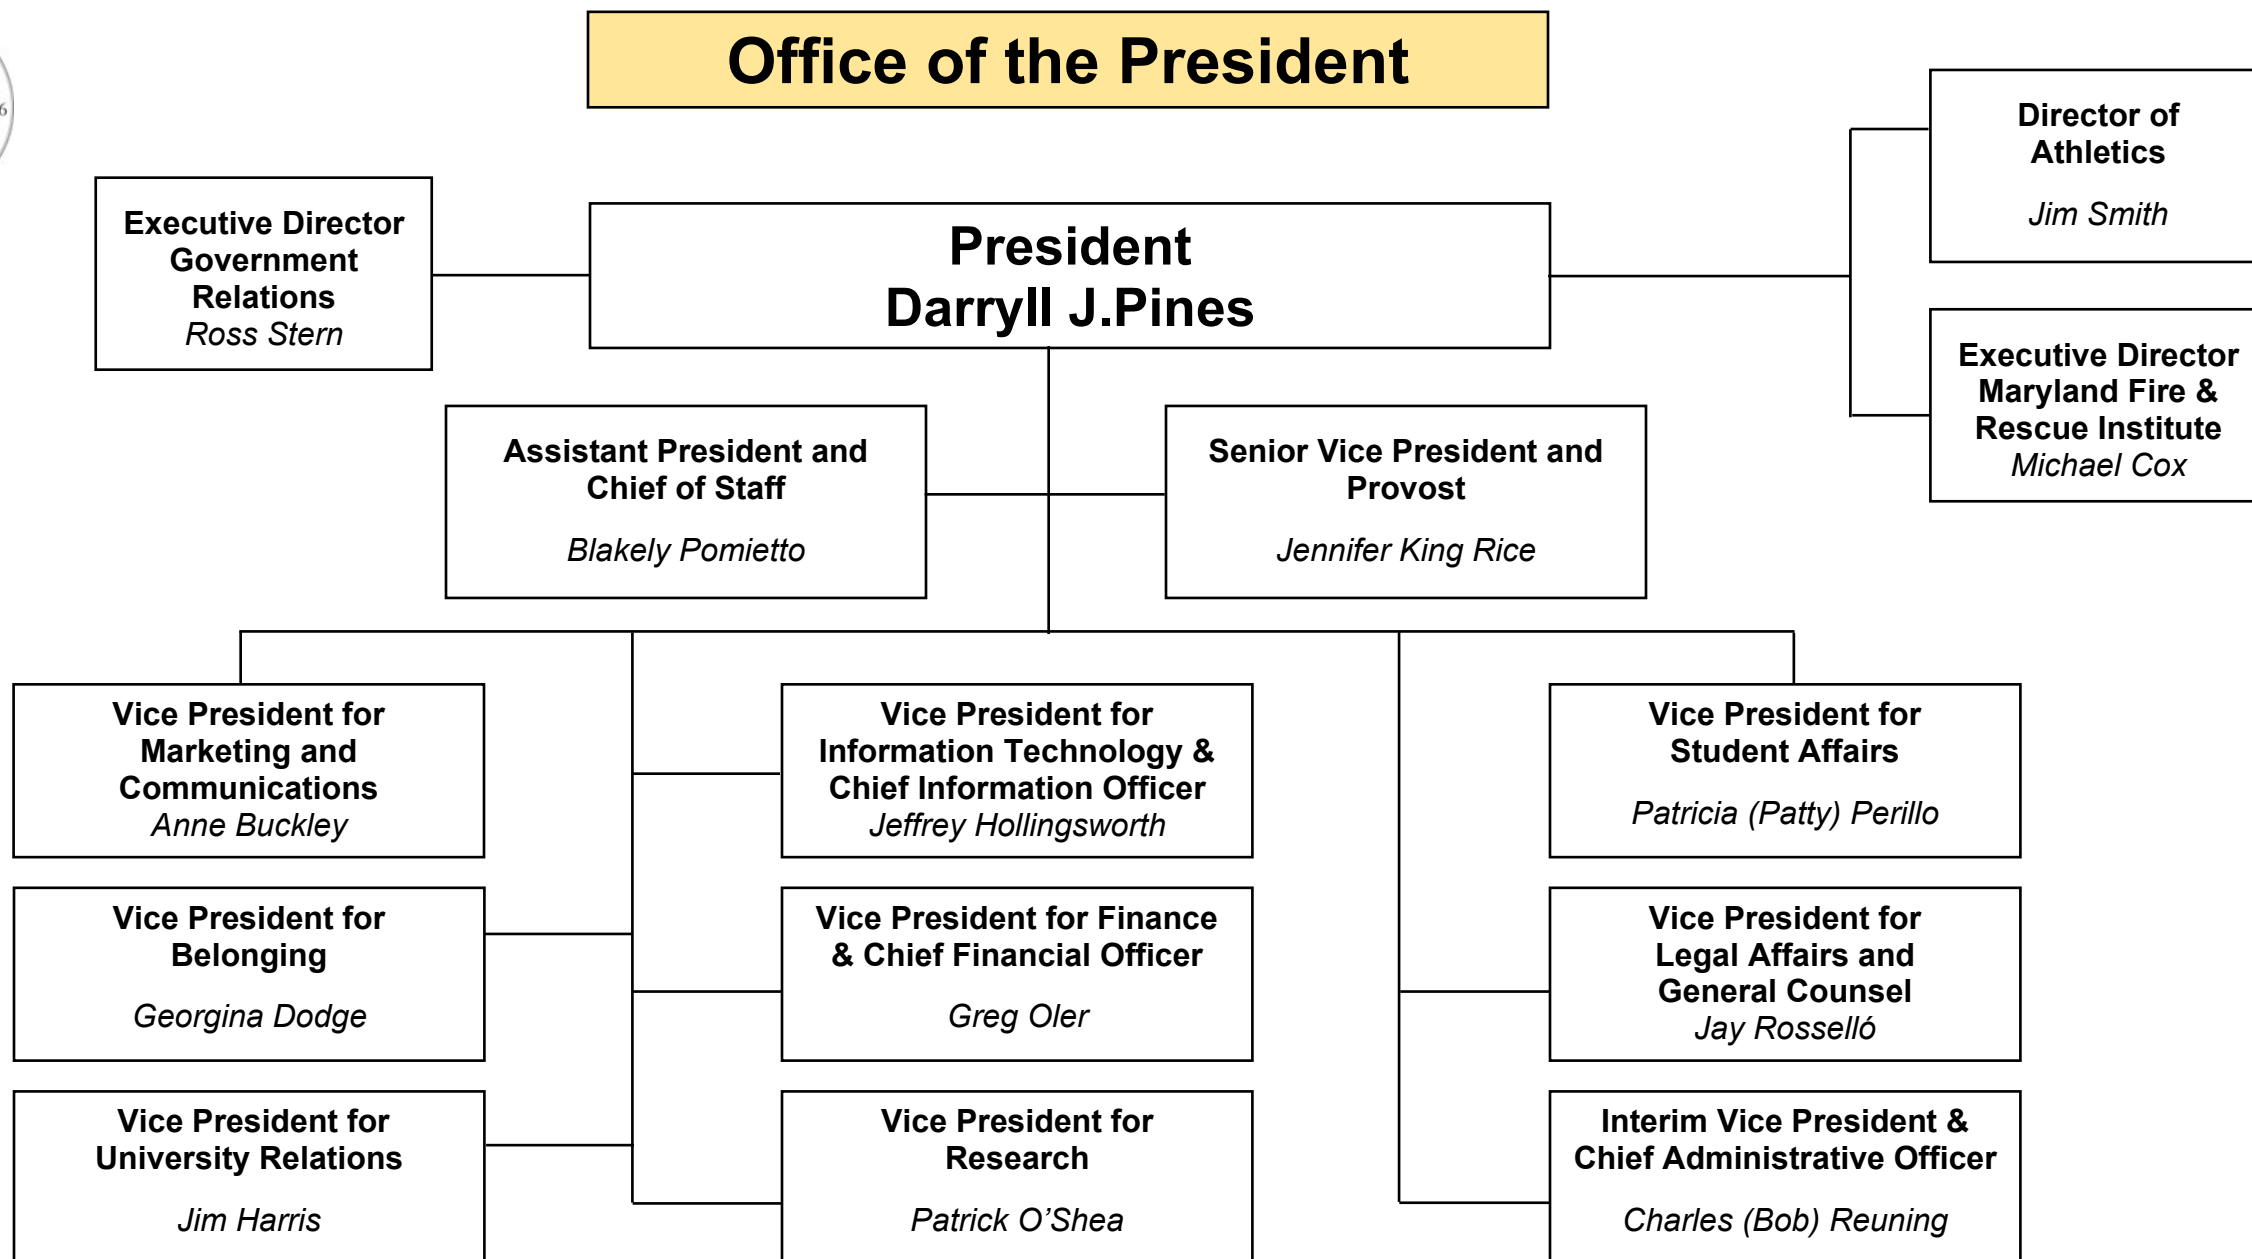 Office of the President
6
Director of
Athletics
Jim Smith
Executive Director
Government
Relations
Ross Stern
President
Darryll J.Pines
Executive Director
Maryland Fire &
Rescue Institute
Michael Cox
Assistant President and
Chief of Staff
Blakely Pomietto
Senior Vice President and
Provost
Jennifer King Rice
Vice President for
Marketing and
Communications
Anne Buckley
Vice President for
Information Technology &
Chief Information Officer
Jeffrey Hollingsworth
Vice President for
Student Affairs
Patricia (Patty) Perillo
Vice President for
Belonging
Georgina Dodge
Vice President for Finance
& Chief Financial Officer
Greg Oler
Vice President for
Legal Affairs and
General Counsel
Jay Rosselló
Vice President for
University Relations
Jim Harris
Vice President for
Research
Patrick O’Shea
Interim Vice President &
Chief Administrative Officer
Charles (Bob) Reuning